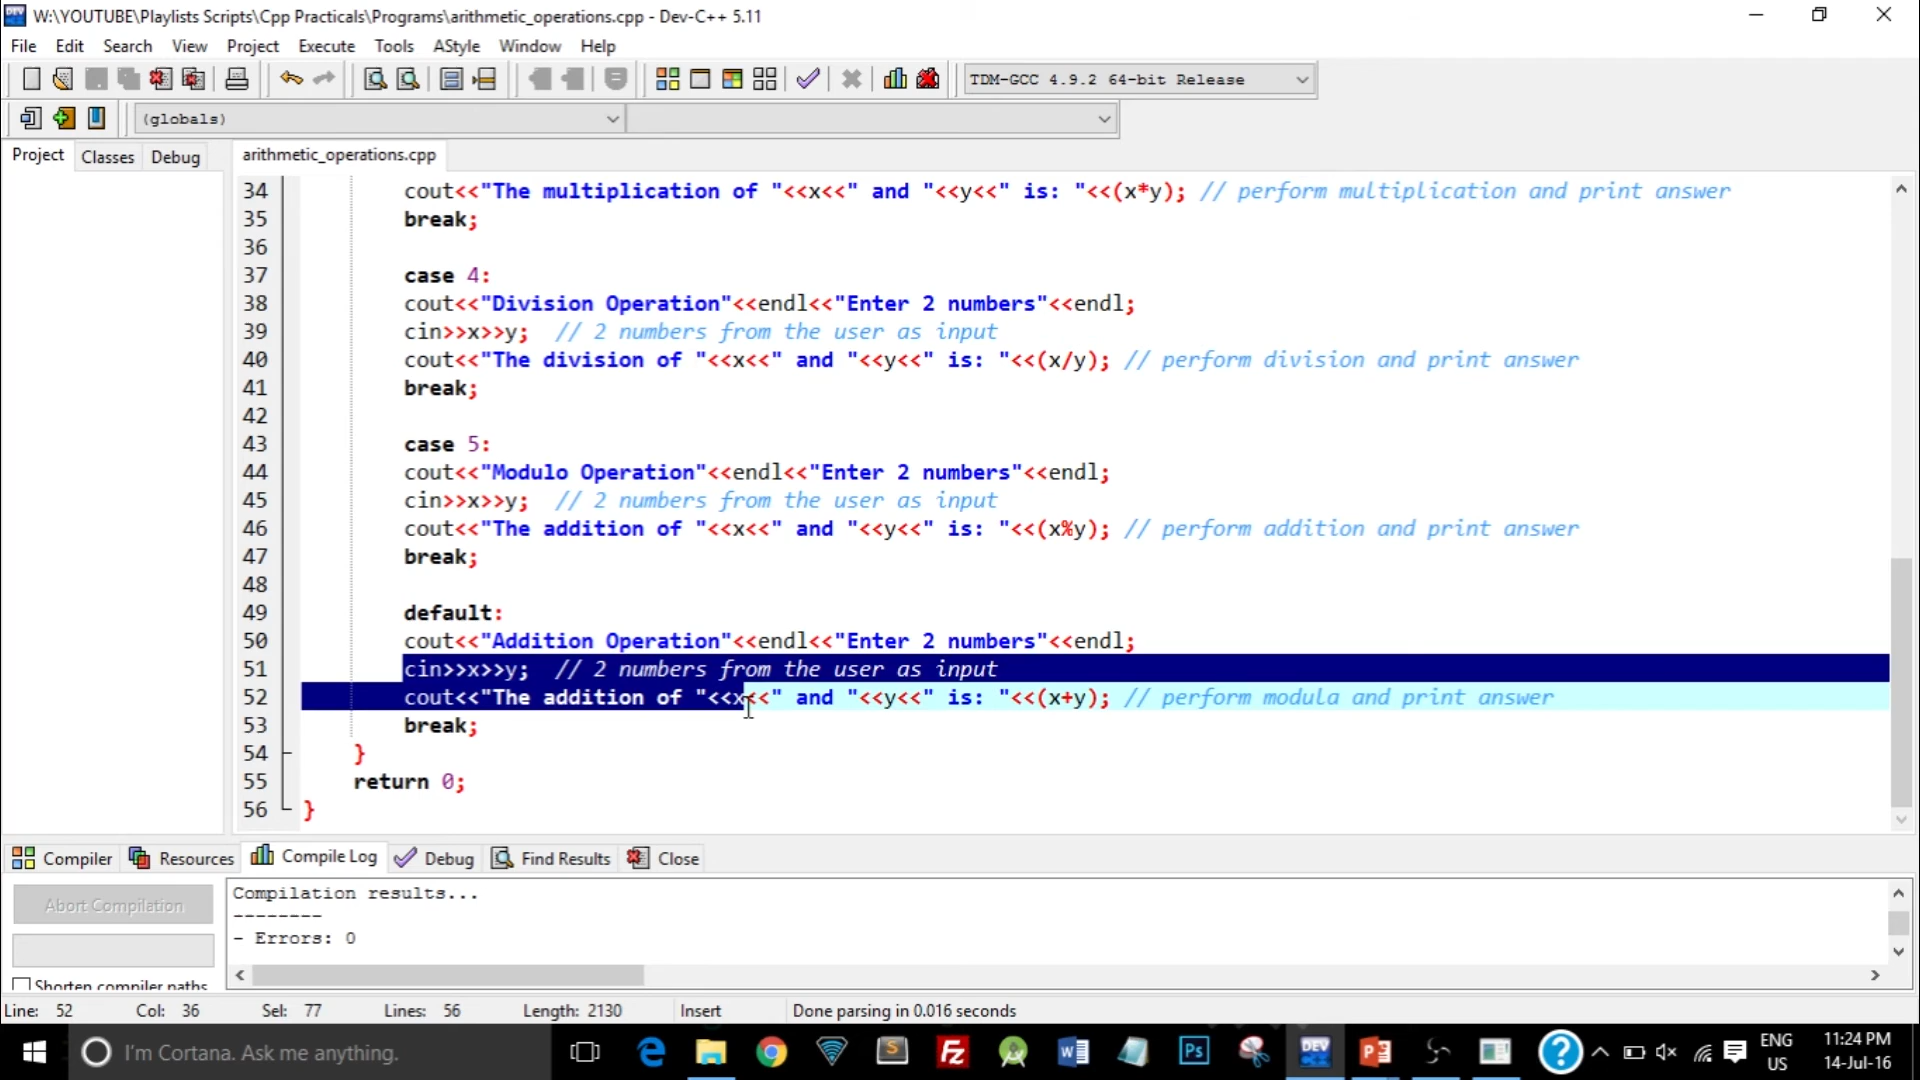 W:\YOUTUBE\Playlists Scripts\Cpp Practicals\Programs\arithmetic_operations.cpp - Dev-C++ 5.11
File Edit Search View Project Execute Tools AStyle Window Help
TDM-GCC 4.9.2 64-bit Release
(globals)
Project Classes Debug arithmetic_operations.cpp
34 cout<<"The multiplication of "<<x<<" and "<<y<<" is: "<<(x*y); // perform multiplication and print answer
35 break;
36
37 case 4:
38 cout<<"Division Operation"<<endl<<"Enter 2 numbers"<<endl;
39 cin>>x>>y;  // 2 numbers from the user as input
40 cout<<"The division of "<<x<<" and "<<y<<" is: "<<(x/y); // perform division and print answer
41 break;
42
43 case 5:
44 cout<<"Modulo Operation"<<endl<<"Enter 2 numbers"<<endl;
45 cin>>x>>y;  // 2 numbers from the user as input
46 cout<<"The addition of "<<x<<" and "<<y<<" is: "<<(x%y); // perform addition and print answer
47 break;
48
49 default:
50 cout<<"Addition Operation"<<endl<<"Enter 2 numbers"<<endl;
51 cin>>x>>y;  // 2 numbers from the user as input
52 cout<<"The addition of "<<x<<" and "<<y<<" is: "<<(x+y); // perform modula and print answer
53 break;
54 }
55 return 0;
56 }
Compiler Resources Compile Log Debug Find Results Close
Abort Compilation
Shorten compiler paths
Compilation results...
--------
- Errors: 0
Line: 52 Col: 36 Sel: 77 Lines: 56 Length: 2130 Insert Done parsing in 0.016 seconds
I'm Cortana. Ask me anything.
ENG
US
11:24 PM
14-Jul-16